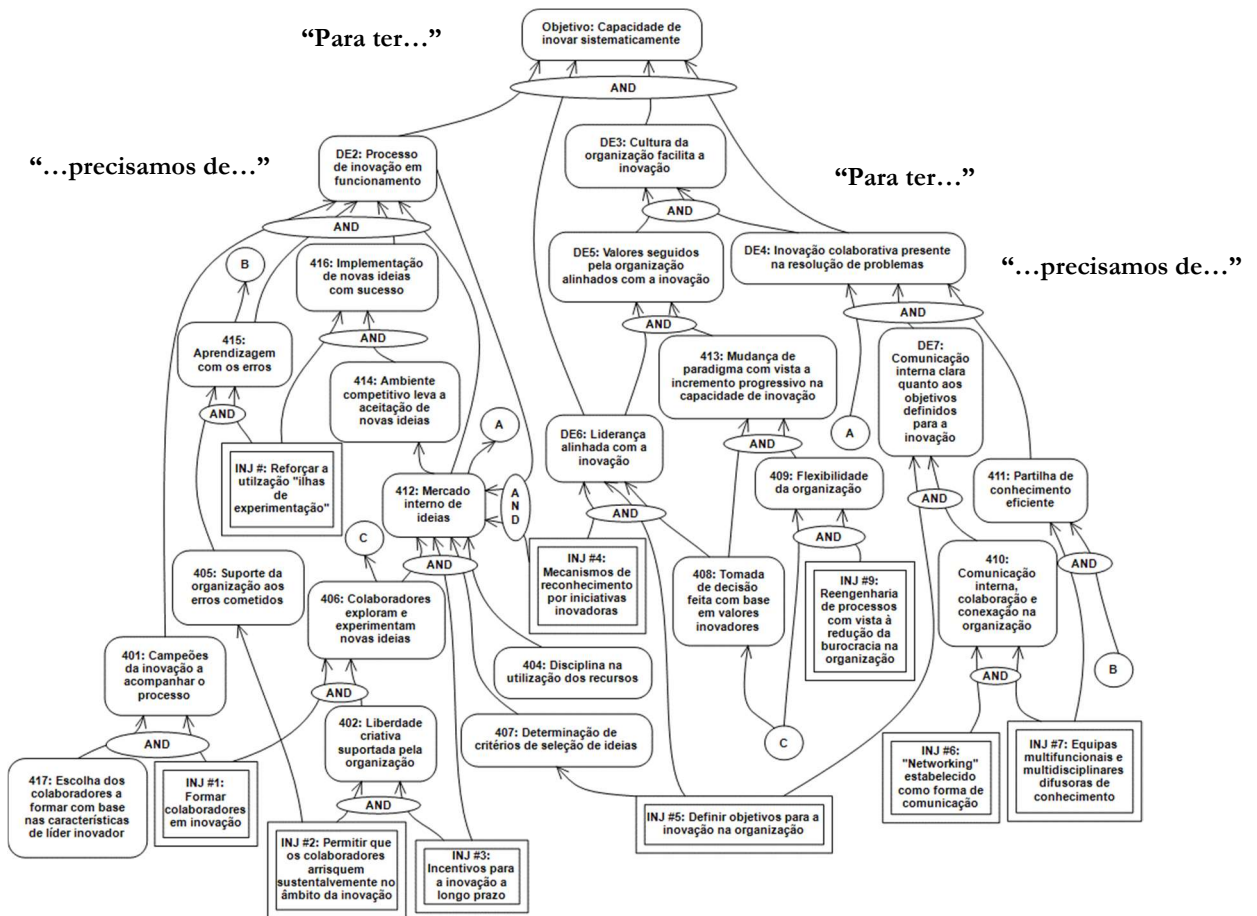 Objetivo: Capacidade de
inovar sistematicamente
“Para ter…”
AND
DE2: Processo
de inovação em
funcionamento
DE3: Cultura da
organização facilita a
inovação
“…precisamos de…”
“Para ter…”
AND
AND
B
416: Implementação
de novas ideias
com sucesso
DE5: Valores seguidos
pela organização
alinhados com a inovação
DE4: Inovação colaborativa presente
na resolução de problemas
“…precisamos de…”
415:
Aprendizagem
com os erros
AND
AND
AND
414: Ambiente
competitivo leva a
aceitação de
novas ideias
413: Mudança de
paradigma com vista a
incremento progressivo na
capacidade de inovação
DE7:
Comunicação
interna clara
quanto aos
objetivos
definidos para
a inovação
AND
A
A
DE6: Liderança
alinhada com a
inovação
AND
INJ #: Reforçar a
utilzação "ilhas
de
experimentação"
412: Mercado
interno de
ideias
A
N
D
409: Flexibilidade
da organização
411: Partilha de
conhecimento
eficiente
AND
AND
C
AND
INJ #4:
Mecanismos de
reconhecimento
por iniciativas
inovadoras
AND
AND
405: Suporte da
organização aos
erros cometidos
406: Colaboradores
exploram e
experimentam
novas ideias
408: Tomada
de decisão
feita com base
em valores
inovadores
INJ #9:
Reengenharia
de processos
com vista à
redução da
burocracia na
organização
410:
Comunicação
interna,
colaboração e
conexação na
organização
401: Campeões
da inovação a
acompanhar o
processo
404: Disciplina na
utilização dos recursos
B
AND
AND
402: Liberdade
criativa
suportada pela
organização
407: Determinação de
critérios de seleção de ideias
C
AND
417: Escolha dos
colaboradores a
formar com base
nas características
de líder inovador
INJ #1:
Formar
colaboradores
em inovação
AND
INJ #6:
"Networking"
estabelecido
como forma de
comunicação
INJ #7: Equipas
multifuncionais e
multidisciplinares
difusoras de
conhecimento
INJ #2: Permitir que
os colaboradores
arrisquem
sustentalvemente no
âmbito da inovação
INJ #3:
Incentivos para
a inovação a
longo prazo
INJ #5: Definir objetivos para a
inovação na organização